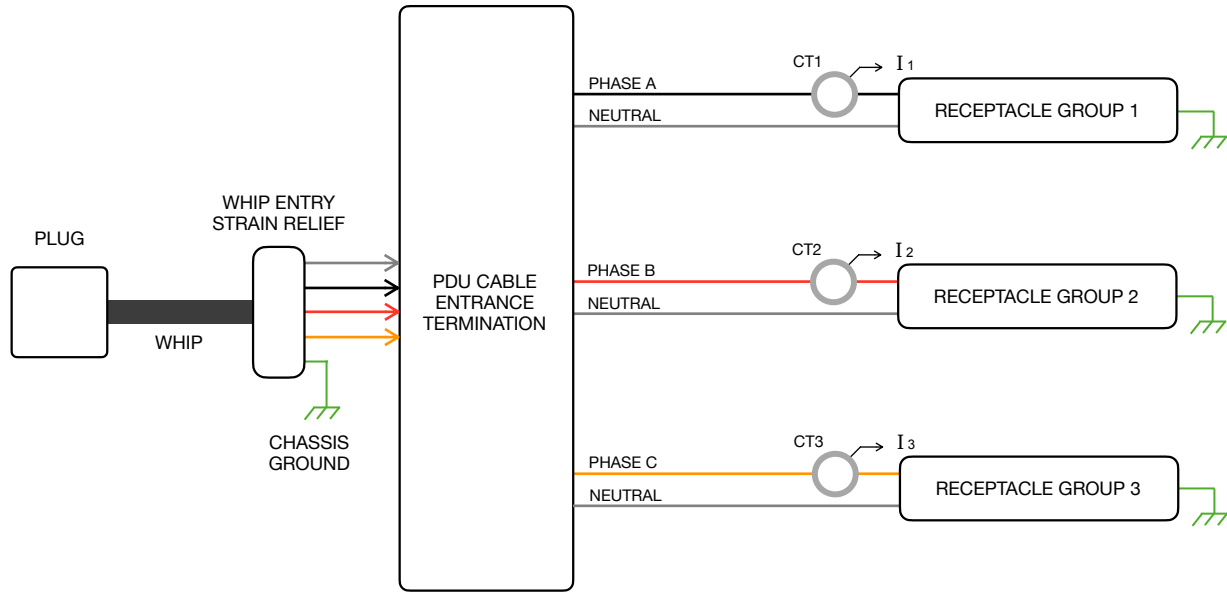 PLUG
WHIP
WHIP ENTRY
STRAIN RELIEF
CHASSIS
GROUND
PDU CABLE
ENTRANCE
TERMINATION
PHASE A
NEUTRAL
CT1
I 1
RECEPTACLE GROUP 1
PHASE B
NEUTRAL
CT2
I 2
RECEPTACLE GROUP 2
PHASE C
NEUTRAL
CT3
I 3
RECEPTACLE GROUP 3